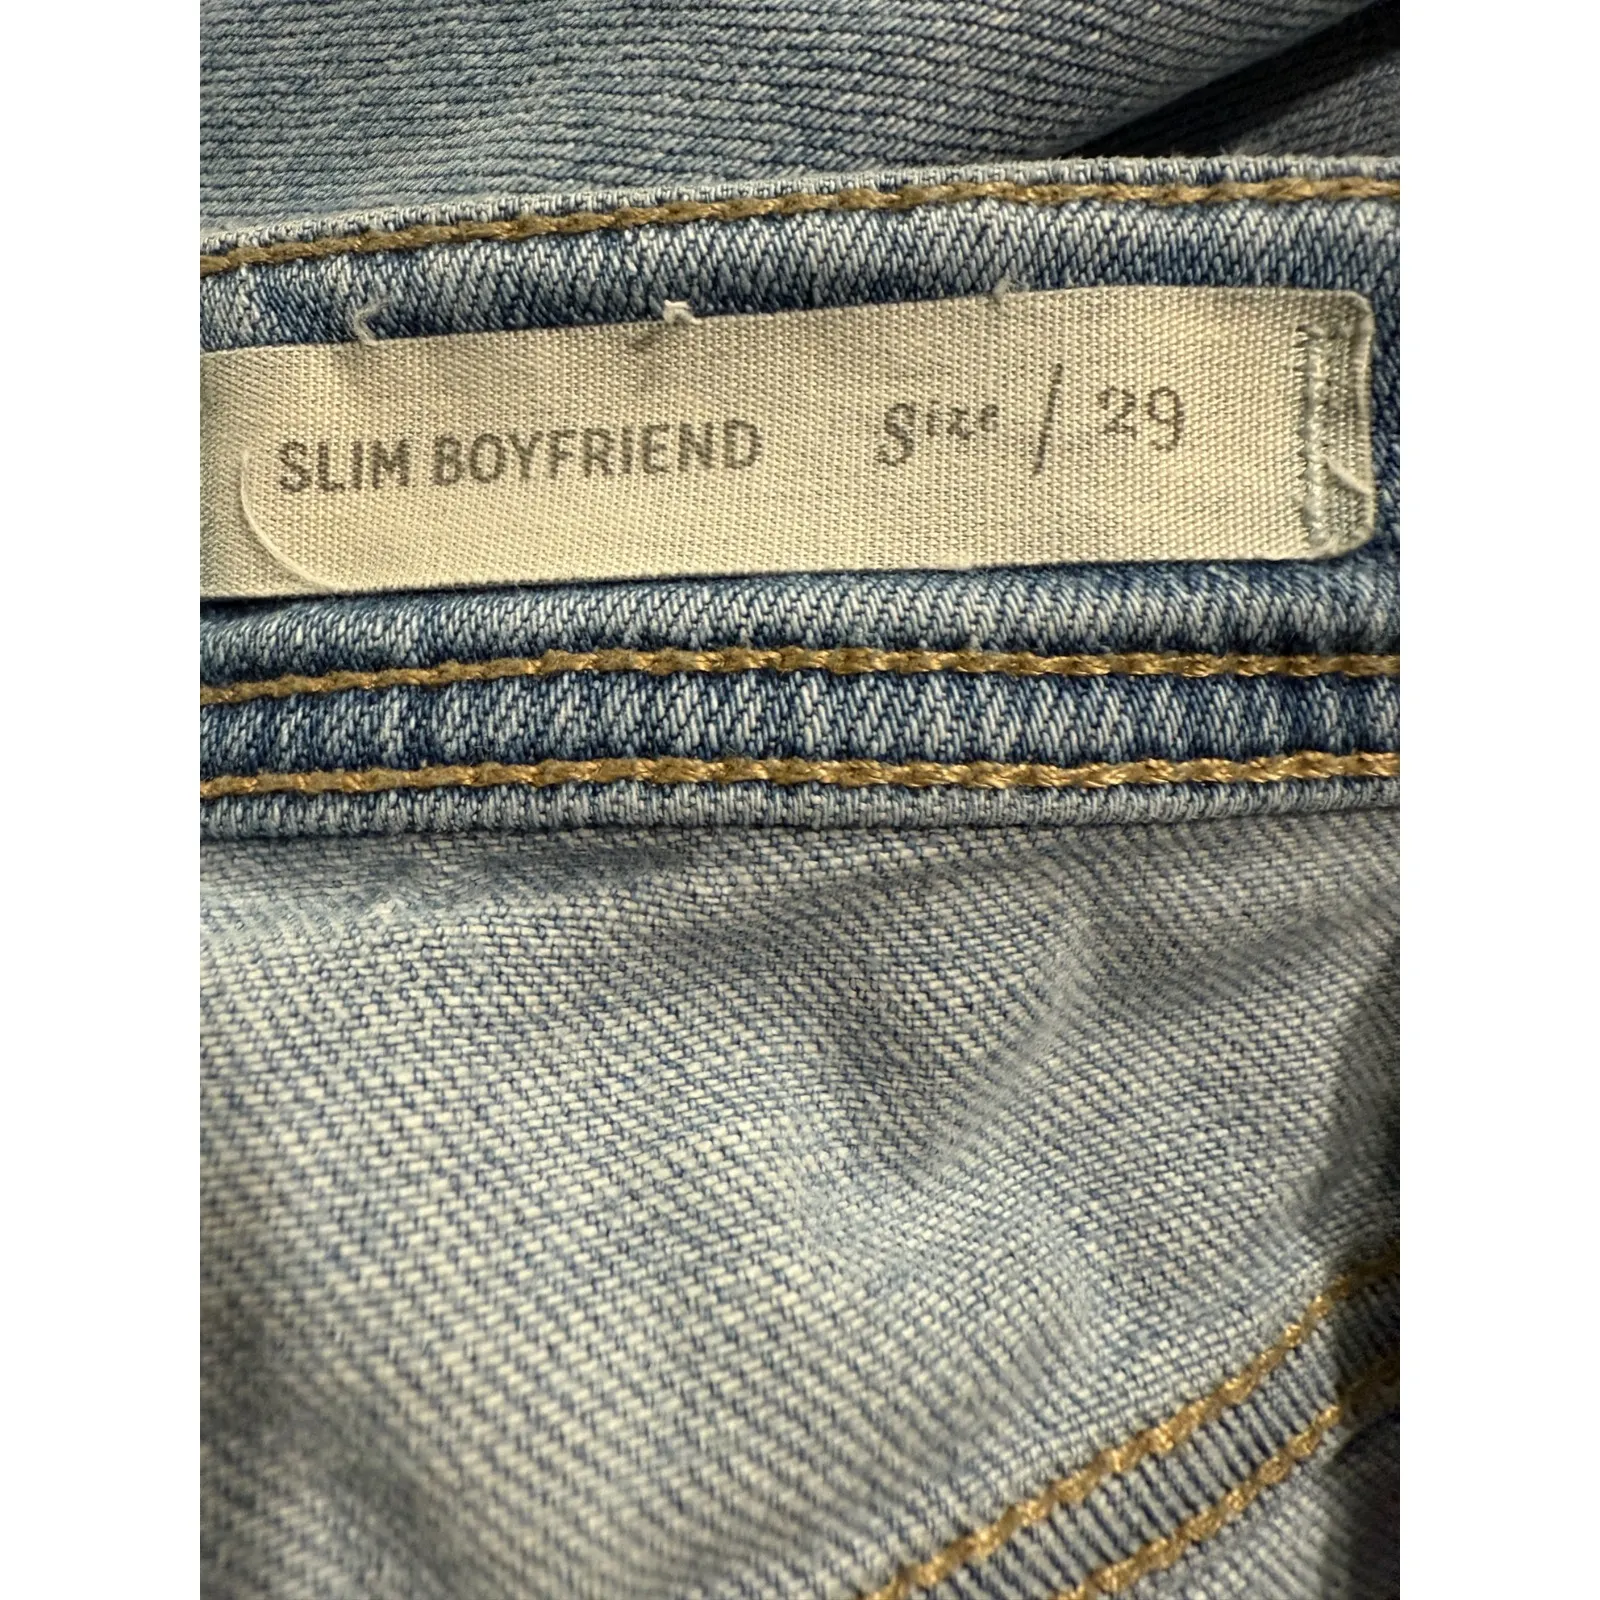 SLIM BOYFRIEND Size / 29